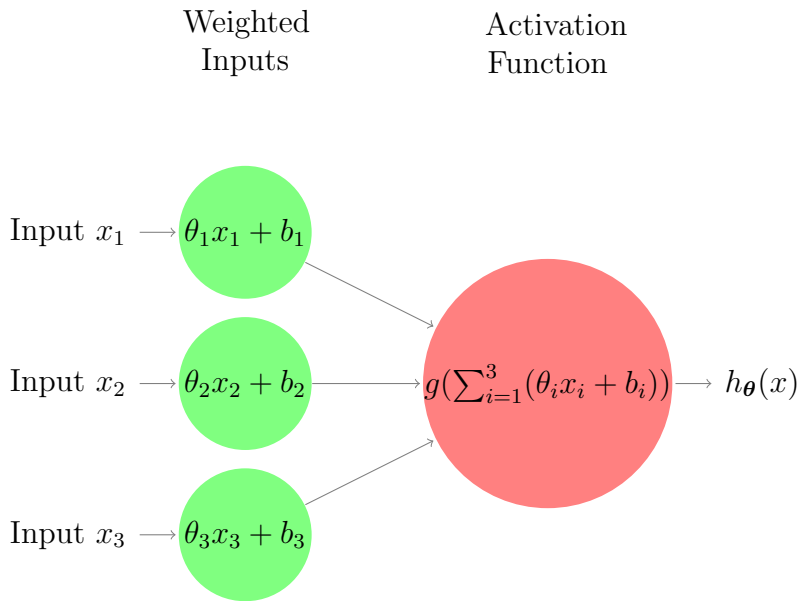 Weighted
Inputs
Activation
Function
Input x₁
θ₁x₁ + b₁
Input x₂
θ₂x₂ + b₂
g(∑³ᵢ₌₁(θᵢxᵢ + bᵢ))
h_𝜽(x)
Input x₃
θ₃x₃ + b₃